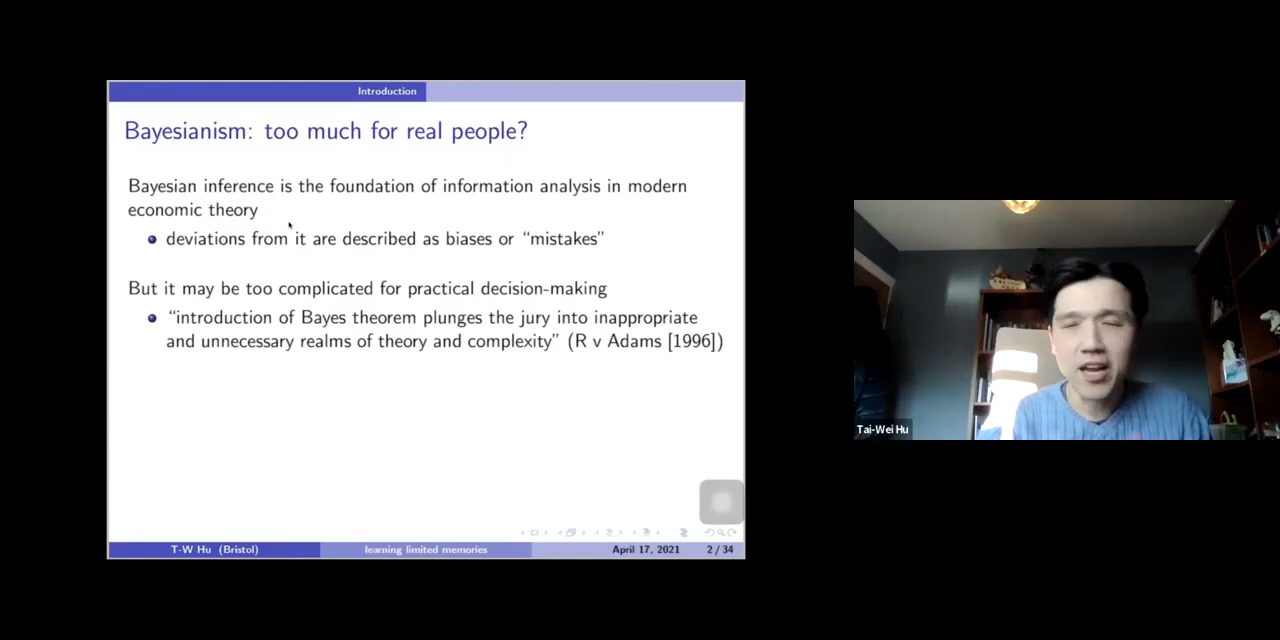 Introduction
Bayesianism: too much for real people?
Bayesian inference is the foundation of information analysis in modern
economic theory
deviations from it are described as biases or “mistakes”
But it may be too complicated for practical decision-making
“introduction of Bayes theorem plunges the jury into inappropriate
and unnecessary realms of theory and complexity” (R v Adams [1996])
T-W Hu (Bristol)
learning limited memories
April 17, 2021
2 / 34
Tai-Wei Hu